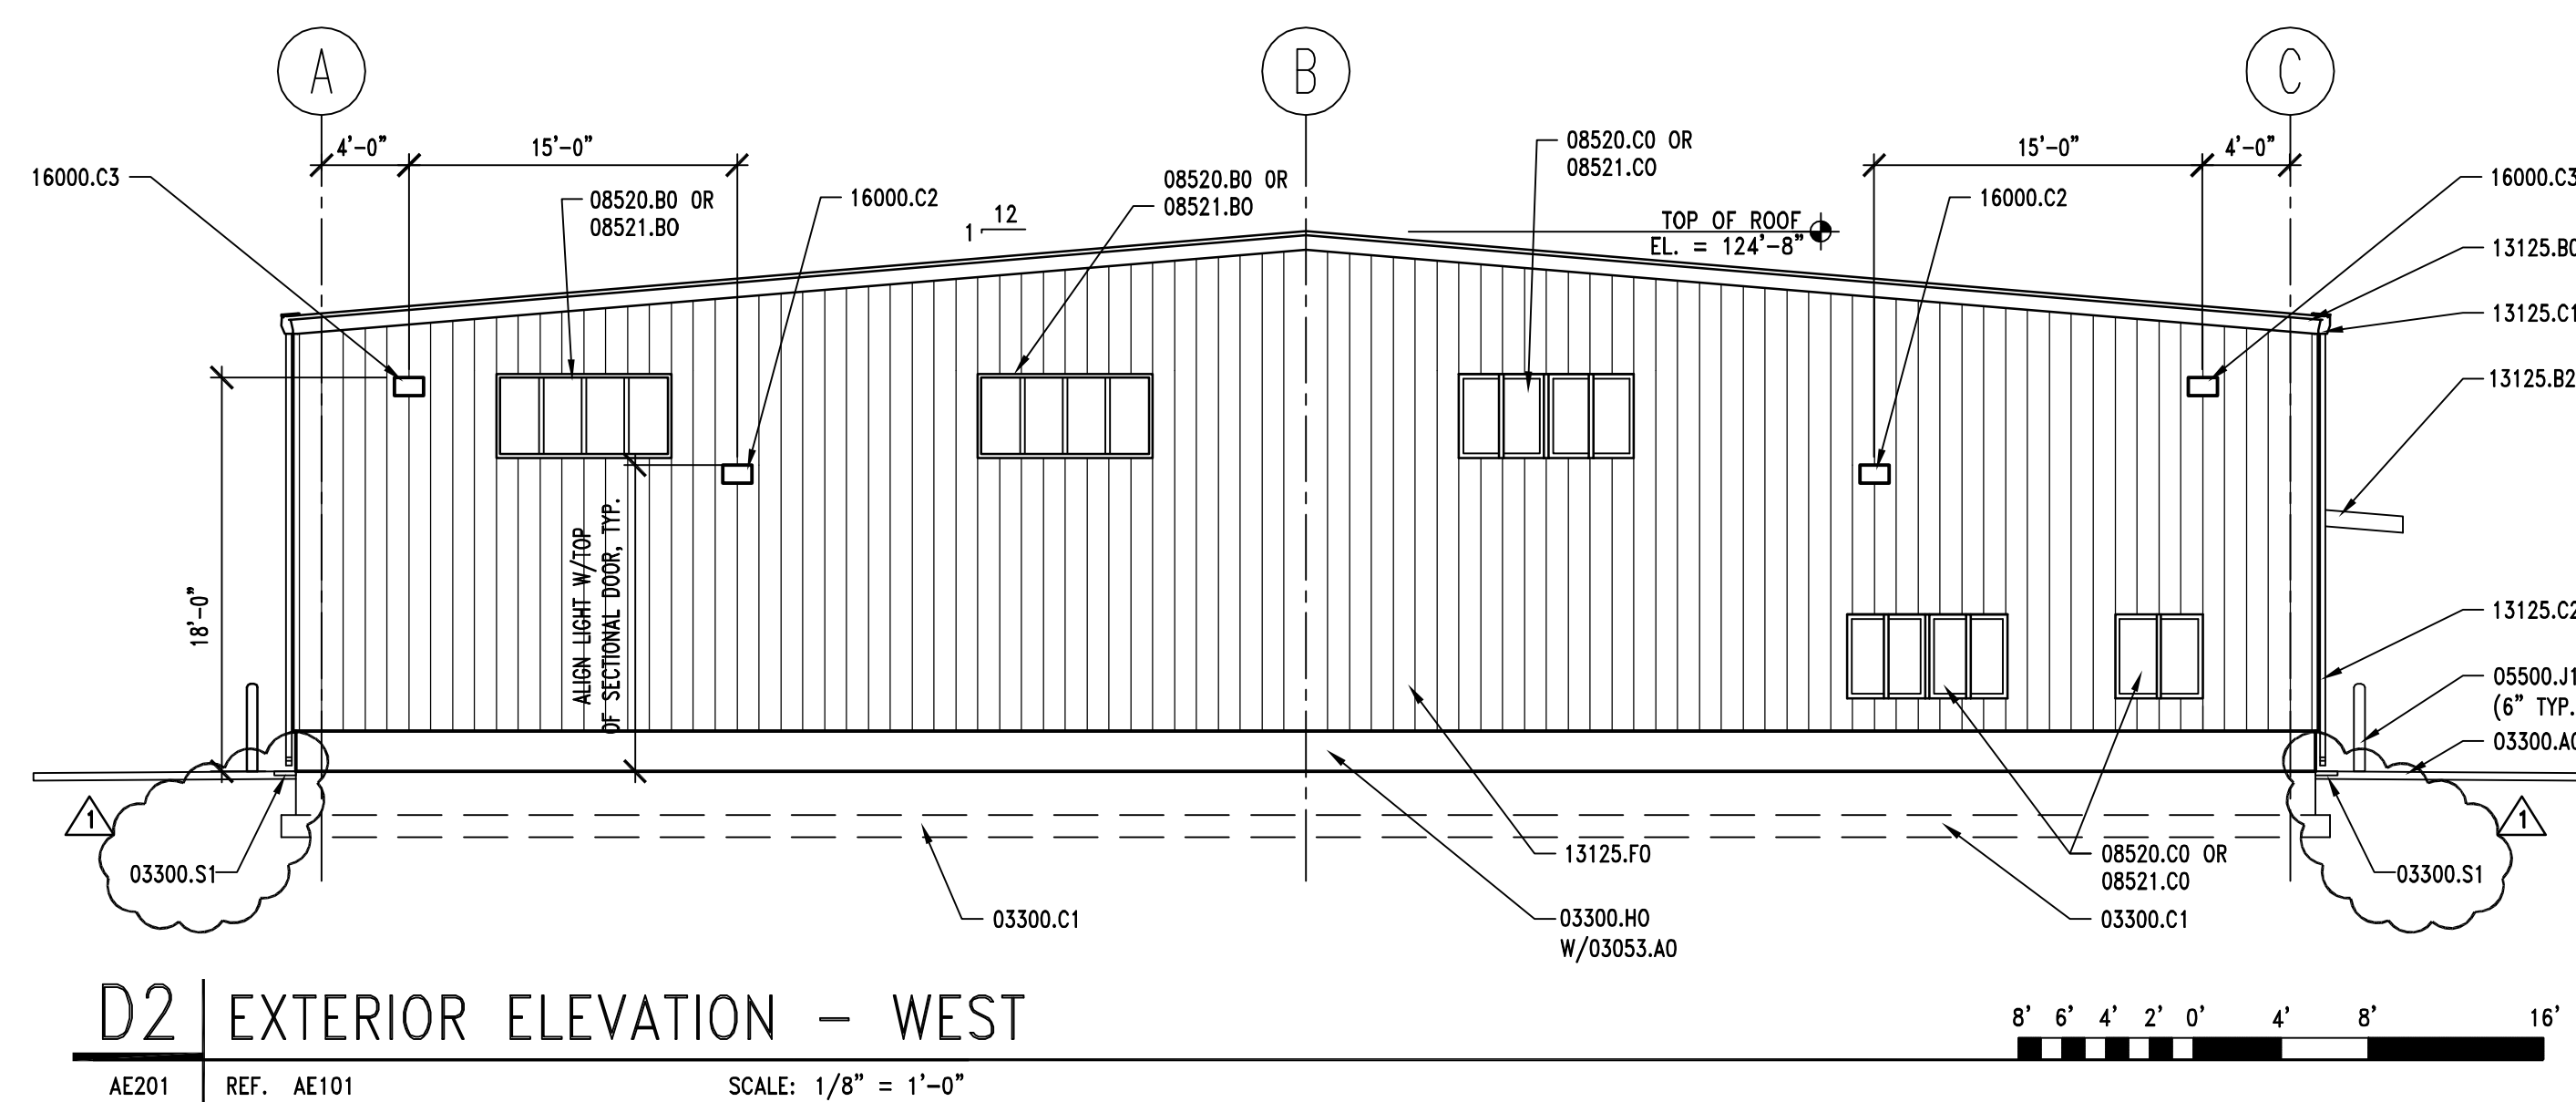 A
B
C
4'-0"
15'-0"
15'-0"
4'-0"
16000.C3
08520.B0 OR
08521.B0
16000.C2
08520.B0 OR
08521.B0
12
1
08520.C0 OR
08521.C0
TOP OF ROOF
EL. = 124'-8"
16000.C2
16000.C3
13125.B0
13125.C1
13125.B2
18'-0"
ALIGN LIGHT W/TOP
OF SECTIONAL DOOR, TYP.
13125.C2
05500.J1
(6" TYP.
03300.A0
1
03300.S1
03300.C1
13125.F0
03300.H0
W/03053.A0
08520.C0 OR
08521.C0
03300.C1
03300.S1
1
D2
EXTERIOR ELEVATION - WEST
AE201
REF. AE101
SCALE: 1/8" = 1'-0"
8' 6' 4' 2' 0' 4' 8' 16'